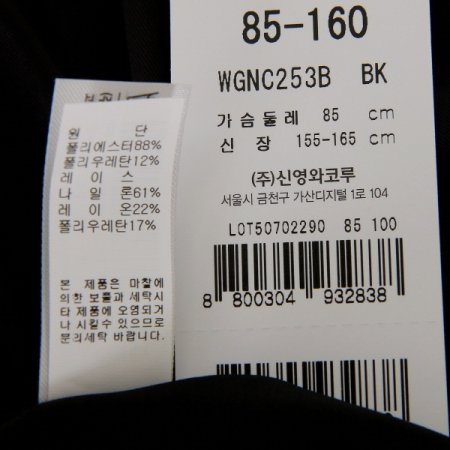 원 단
폴리에스터88%
폴리우레탄12%
레 이 스
나 일 론61%
레 이 온22%
폴리우레탄17%
본 제품은 마찰에
의한 보풀과 세탁시
타 제품에 오염되거
나 시킬수 있으므로
분리세탁 바랍니다.
85-160
WGNC253B BK
가슴둘레 85 cm
신 장 155-165 cm
(주)신영와코루
서울시 금천구 가산디지털 1로 104
LOT50702290 85 100
8 800304 932838